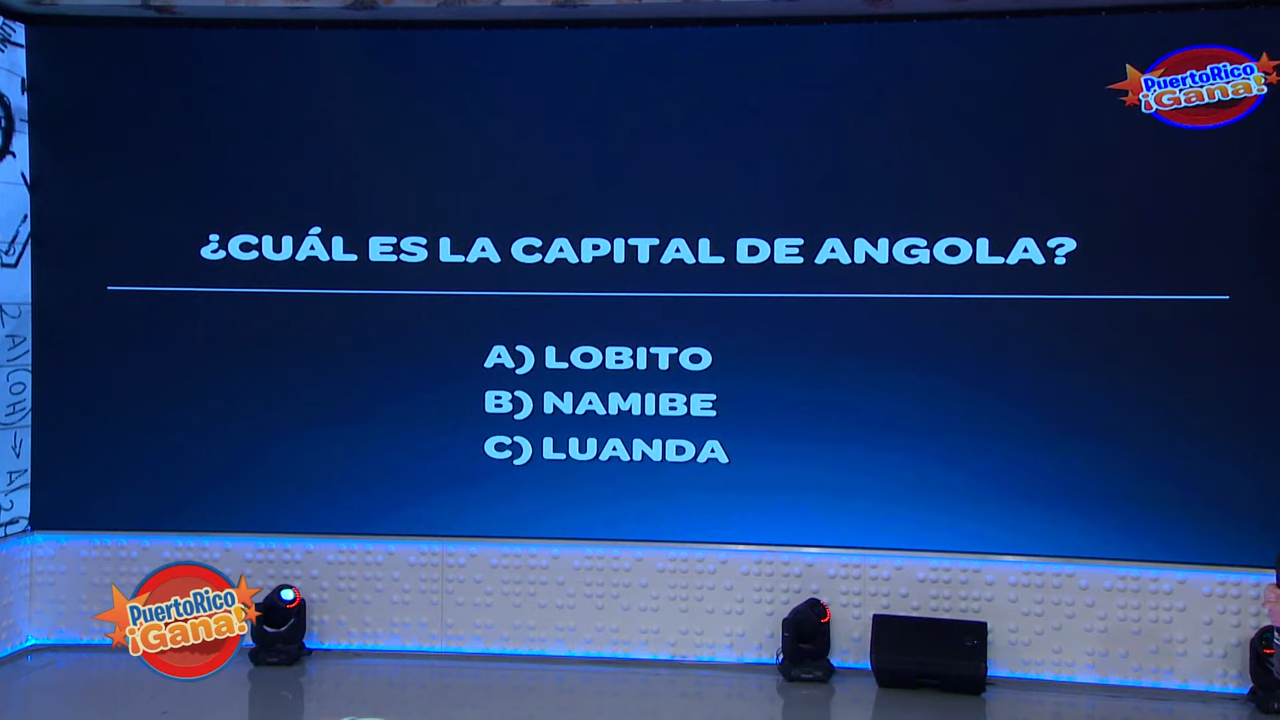 PuertoRico
¡Gana!
¿CUÁL ES LA CAPITAL DE ANGOLA?
A) LOBITO
B) NAMIBE
C) LUANDA
PuertoRico
¡Gana!